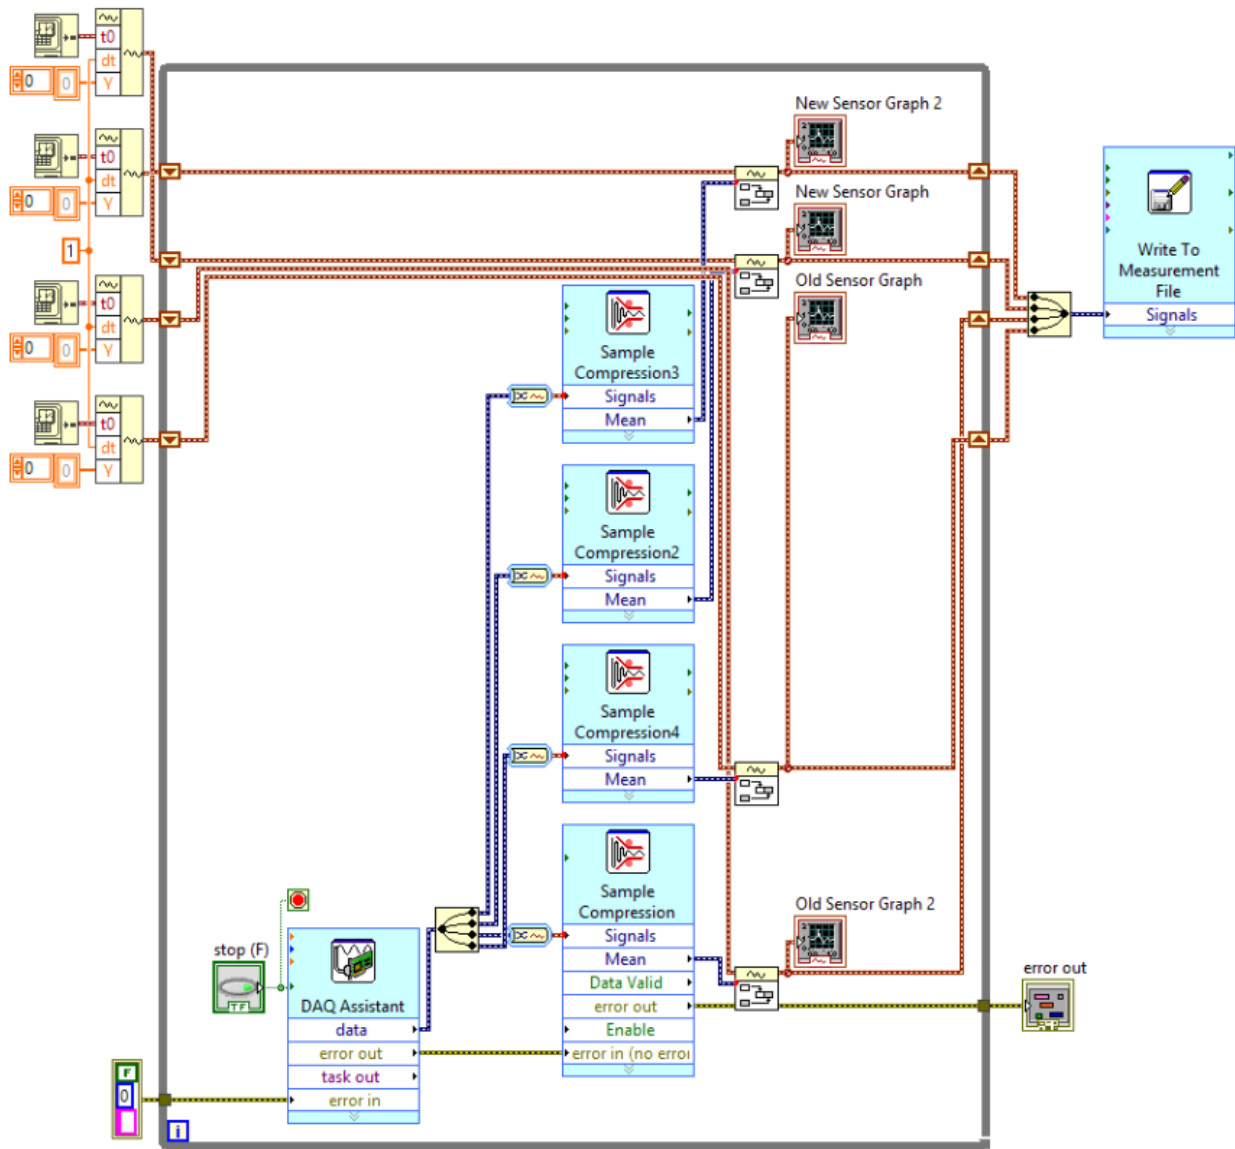 t0
dt
0
0
Y
New Sensor Graph 2
t0
dt
0
0
Y
New Sensor Graph
1
Write To
Measurement
File
Signals
Old Sensor Graph
t0
dt
0
0
Y
Sample
Compression3
Signals
Mean
t0
dt
0
0
Y
Sample
Compression2
Signals
Mean
Sample
Compression4
Signals
Mean
Sample
Compression
Signals
Mean
Data Valid
error out
Enable
error in (no error
Old Sensor Graph 2
error out
stop (F)
TF
DAQ Assistant
data
error out
task out
error in
F
0
i